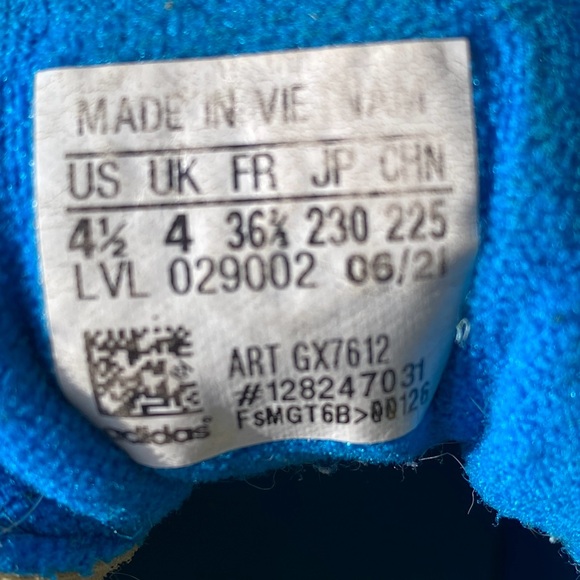 MADE IN VIETNAM
US UK FR JP CHN
4½ 4 36⅔ 230 225
LVL 029002 06/21
ART GX7612
#128247031
FsMGT6B>00126
adidas